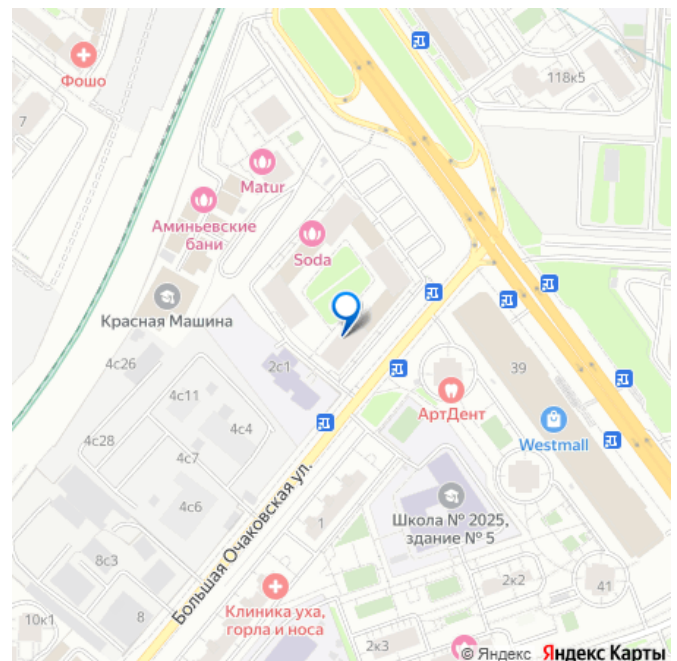 Фошо
7
118к5
Matur
Аминьевские
бани
Soda
Красная Машина
4с26
2с1
39
4с11
АртДент
4с4
Westmall
4с28
4с7
4с6
Большая Очаковская ул.
Школа № 2025,
здание № 5
1
8с3
2к2
41
Клиника уха,
горла и носа
10к1
8
2к3
© Яндекс Яндекс Карты